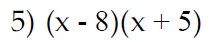 5) (x - 8)(x + 5)